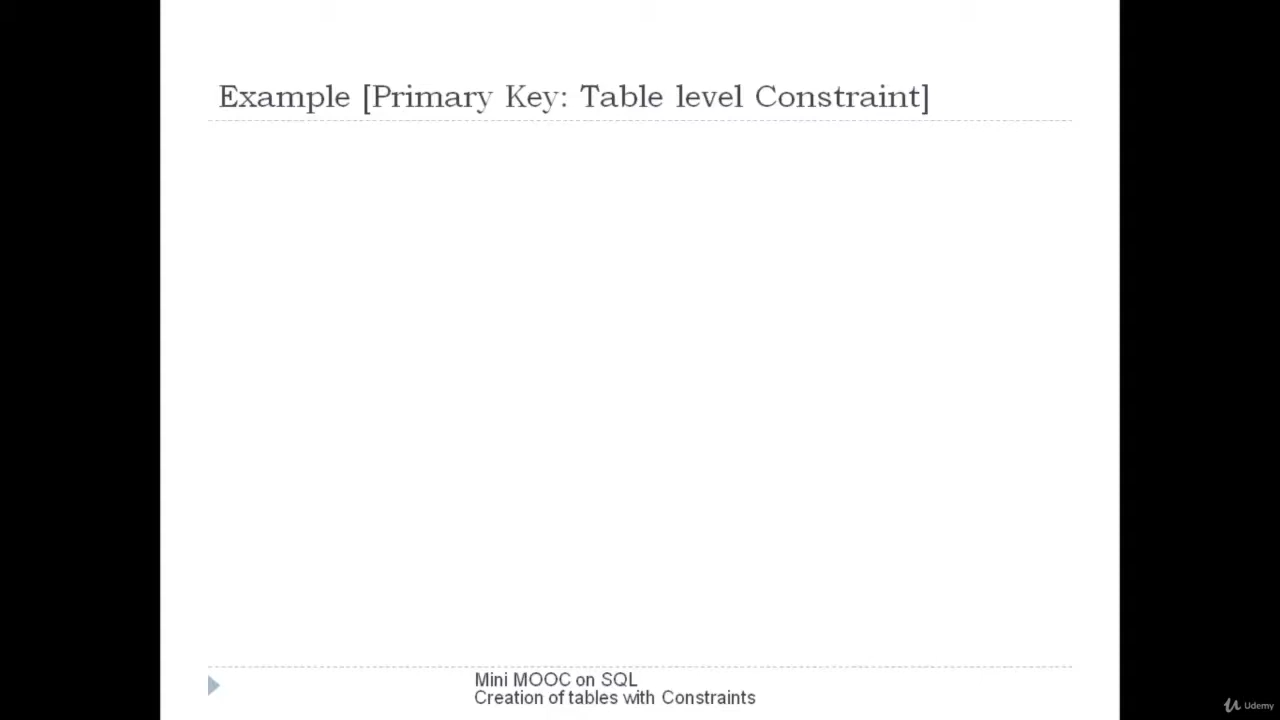 Example [Primary Key: Table level Constraint]
Mini MOOC on SQL
Creation of tables with Constraints
Udemy